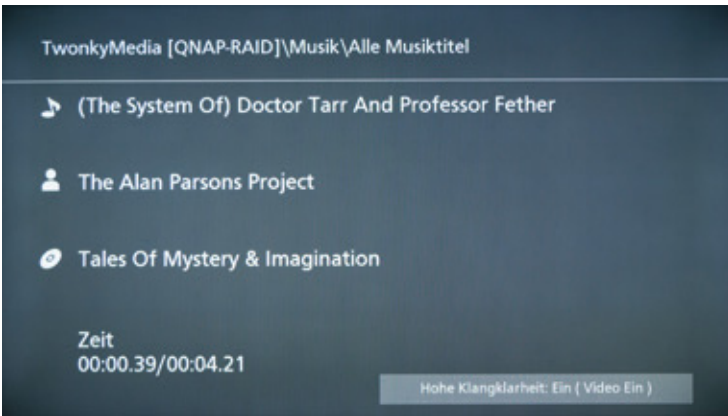 TwonkyMedia [QNAP-RAID]\Musik\Alle Musiktitel
(The System Of) Doctor Tarr And Professor Fether
The Alan Parsons Project
Tales Of Mystery & Imagination
Zeit
00:00.39/00:04.21
Hohe Klangklarheit: Ein ( Video Ein )